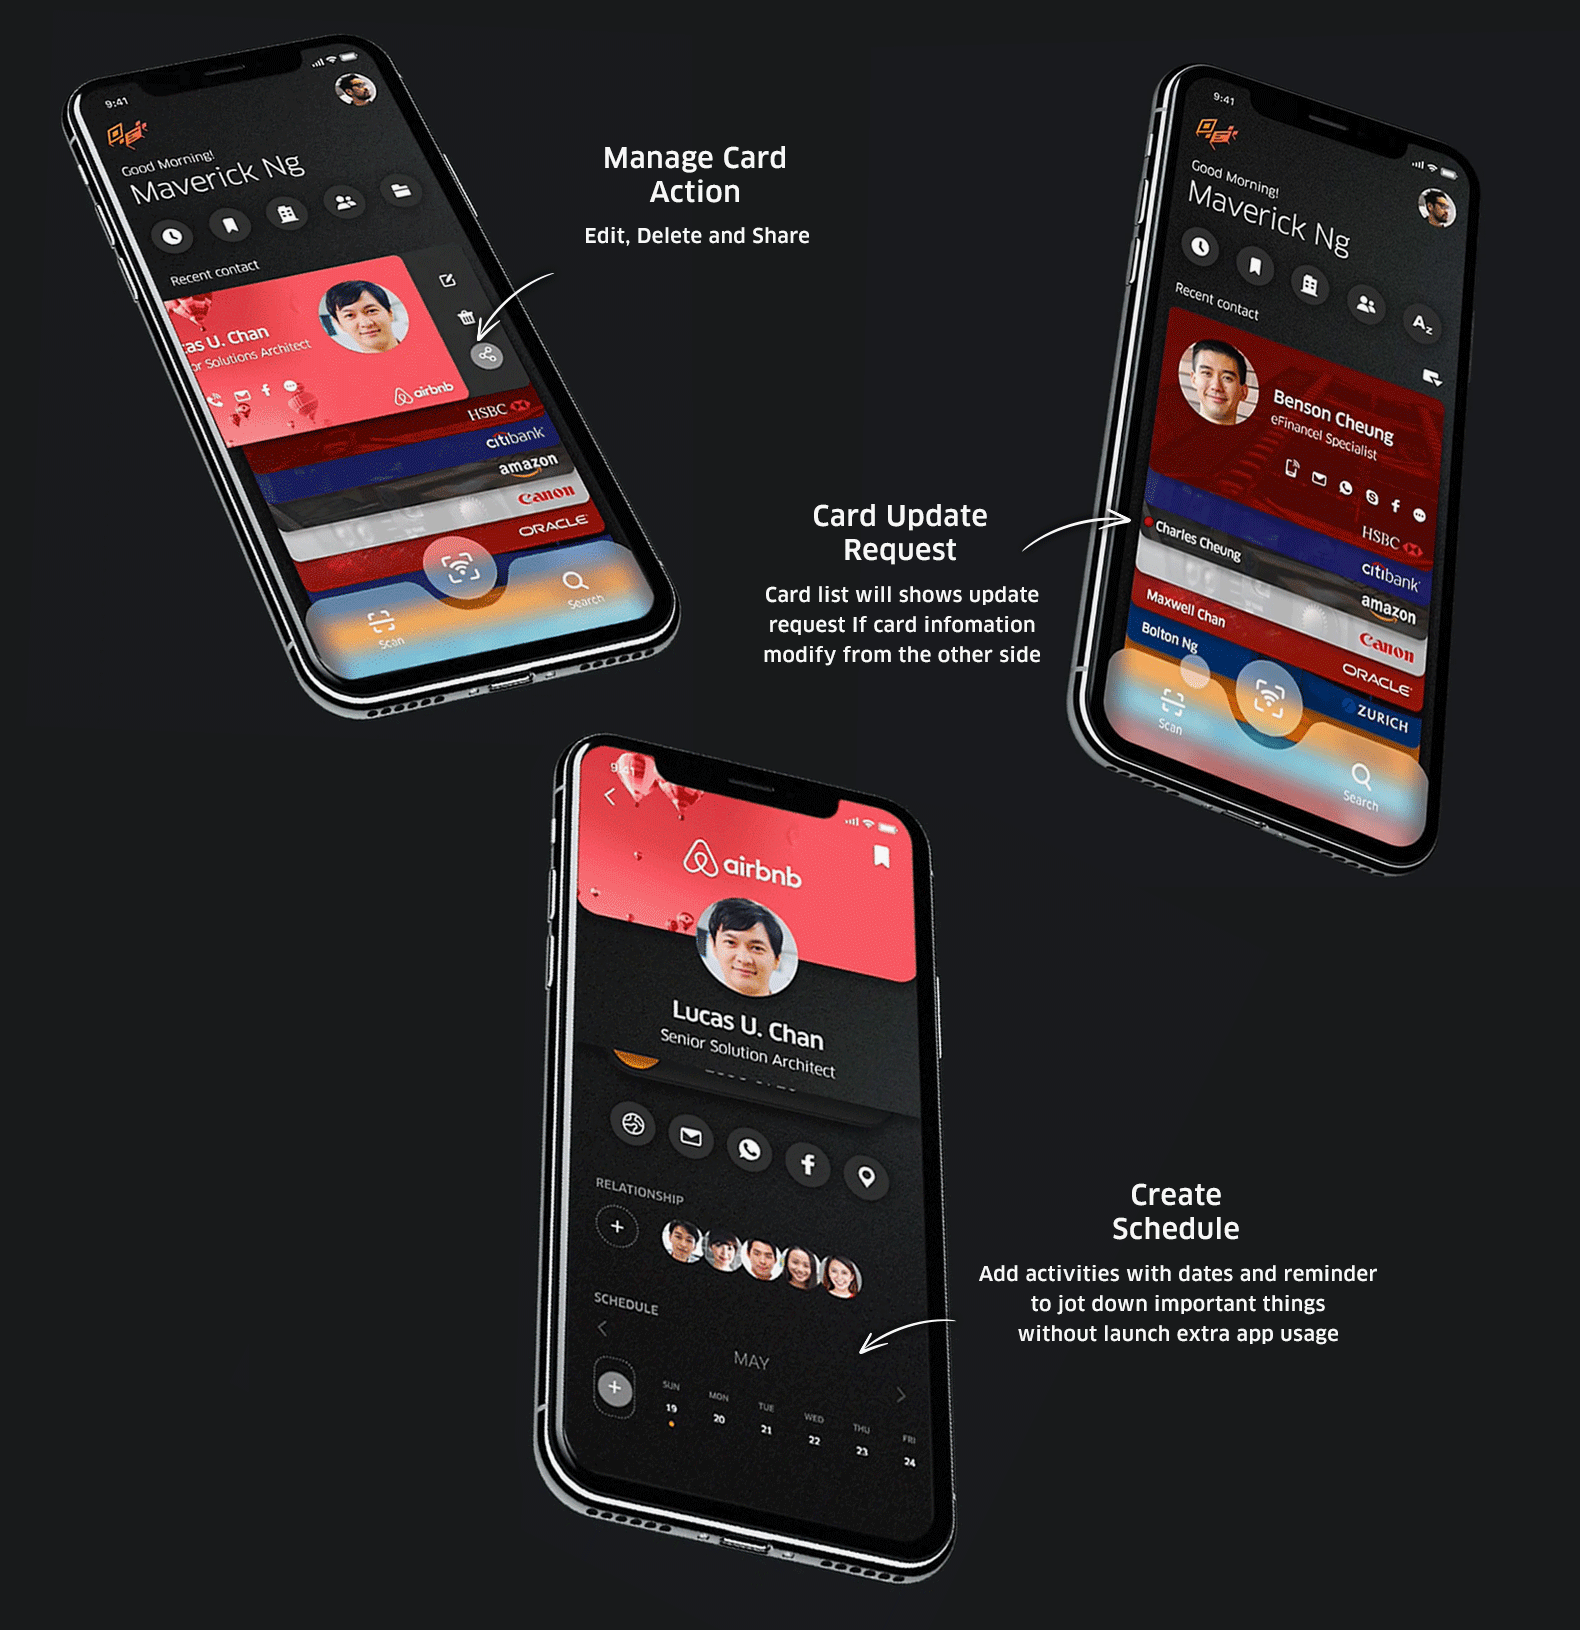 9:41
Good Morning!
Maverick Ng
Recent contact
as U. Chan
or Solutions Architect
airbnb
HSBC
citibank
amazon
Canon
ORACLE
Scan
Search
Manage Card
Action
Edit, Delete and Share
9:41
Good Morning!
Maverick Ng
Az
Recent contact
Benson Cheung
eFinancel Specialist
HSBC
citibank
Charles Cheung
amazon
Canon
Maxwell Chan
ORACLE
Bolton Ng
ZURICH
Scan
Search
Card Update
Request
Card list will shows update
request If card infomation
modify from the other side
9:41
airbnb
Lucas U. Chan
Senior Solution Architect
RELATIONSHIP
SCHEDULE
MAY
SUN MON TUE WED THU FRI
19 20 21 22 23 24
Create
Schedule
Add activities with dates and reminder
to jot down important things
without launch extra app usage